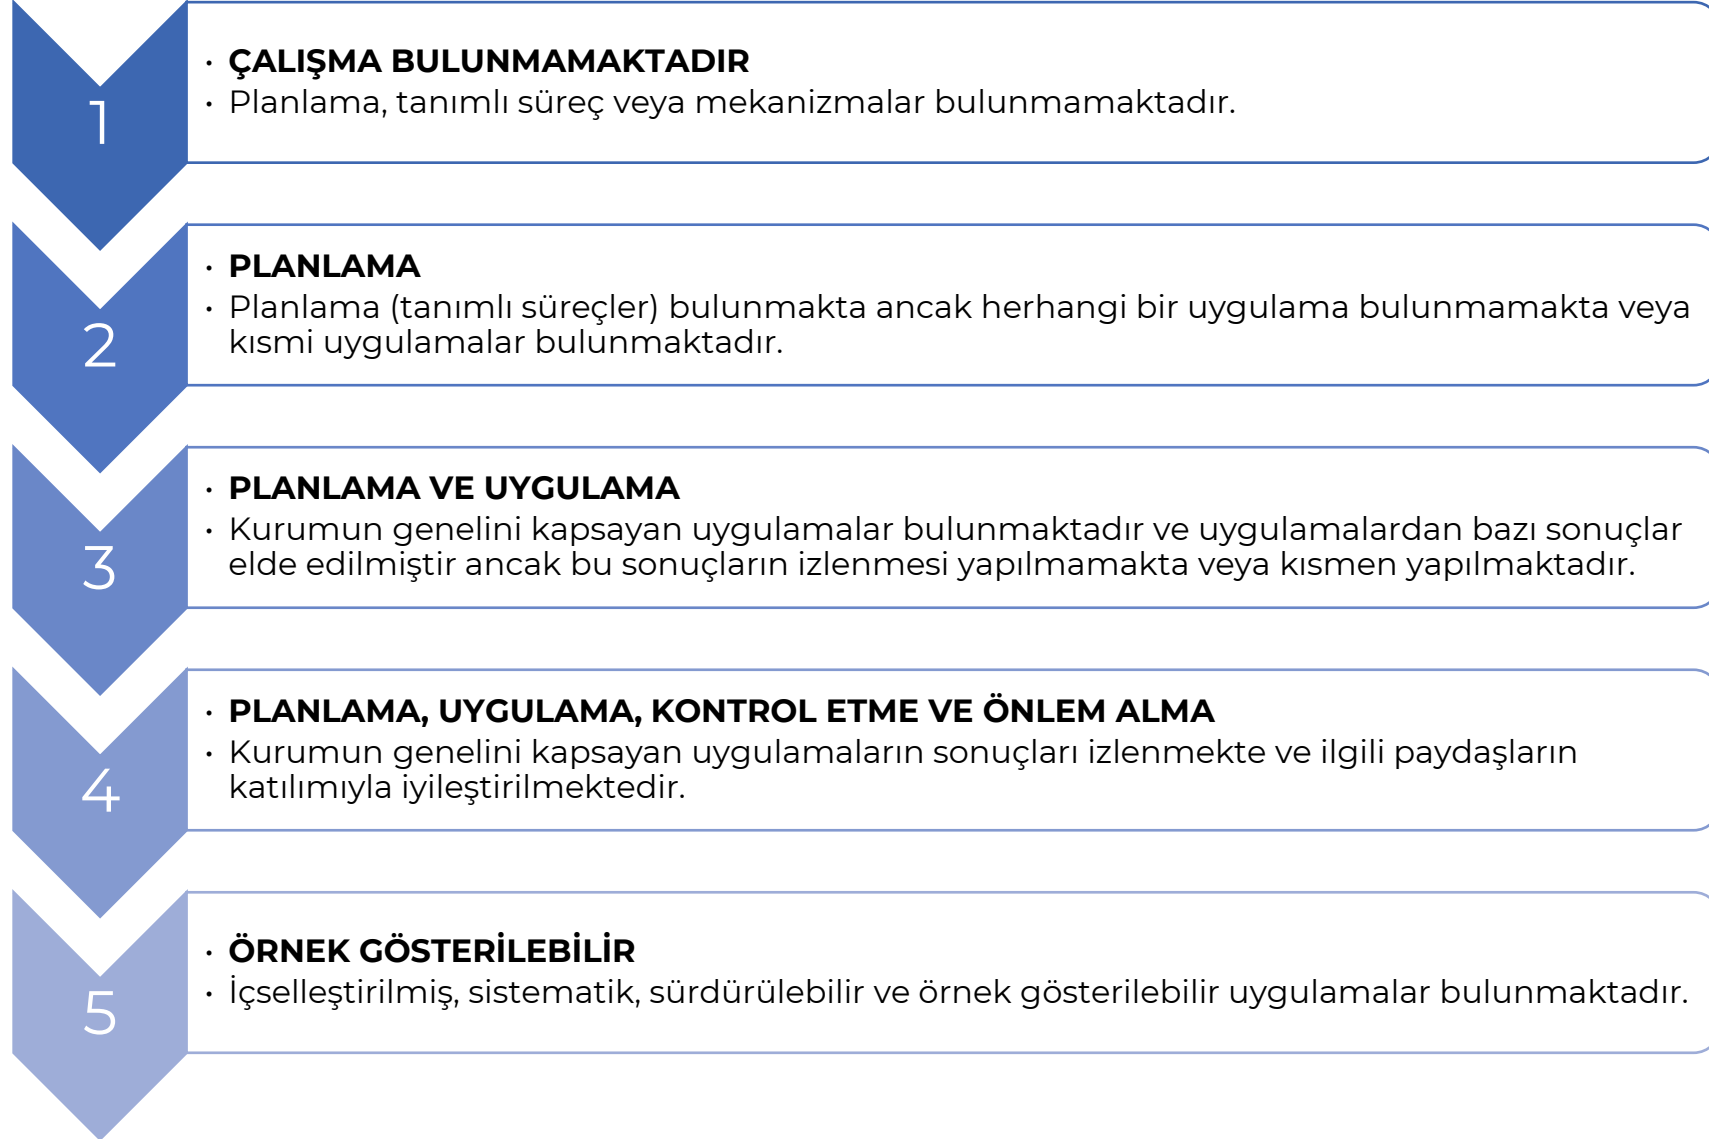 1
· ÇALIŞMA BULUNMAMAKTADIR
· Planlama, tanımlı süreç veya mekanizmalar bulunmamaktadır.
2
· PLANLAMA
· Planlama (tanımlı süreçler) bulunmakta ancak herhangi bir uygulama bulunmamakta veya
kısmi uygulamalar bulunmaktadır.
3
· PLANLAMA VE UYGULAMA
· Kurumun genelini kapsayan uygulamalar bulunmaktadır ve uygulamalardan bazı sonuçlar
elde edilmiştir ancak bu sonuçların izlenmesi yapılmamakta veya kısmen yapılmaktadır.
4
· PLANLAMA, UYGULAMA, KONTROL ETME VE ÖNLEM ALMA
· Kurumun genelini kapsayan uygulamaların sonuçları izlenmekte ve ilgili paydaşların
katılımıyla iyileştirilmektedir.
5
· ÖRNEK GÖSTERİLEBİLİR
· İçselleştirilmiş, sistematik, sürdürülebilir ve örnek gösterilebilir uygulamalar bulunmaktadır.